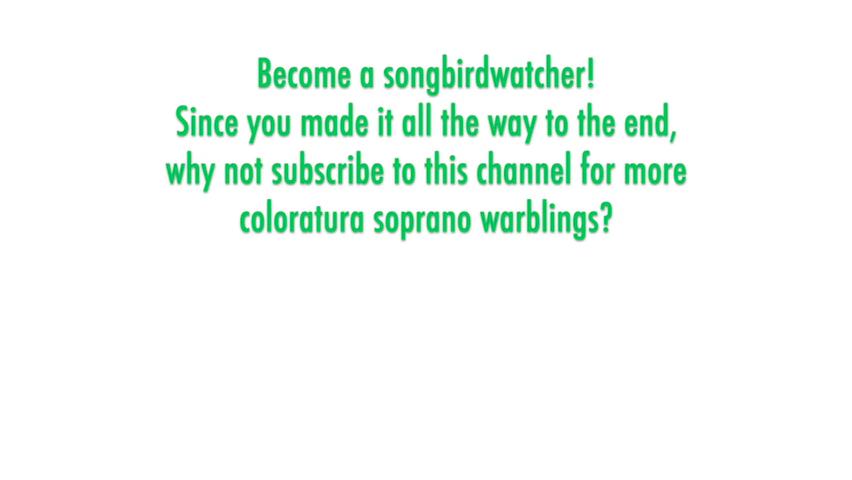 Become a songbirdwatcher!
Since you made it all the way to the end,
why not subscribe to this channel for more
coloratura soprano warblings?